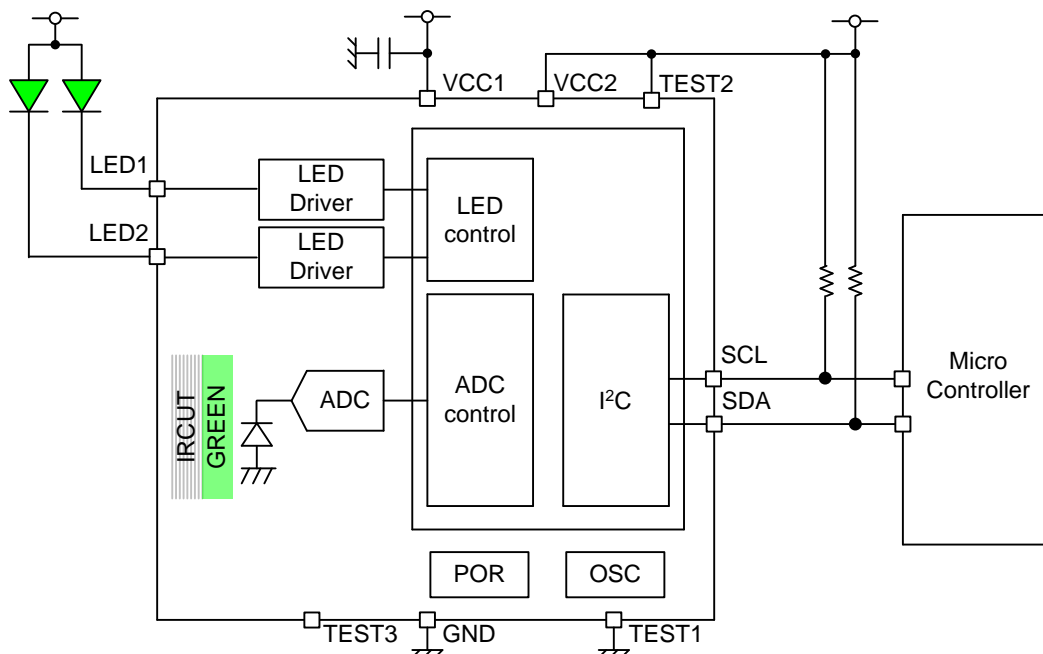 VCC1
VCC2
TEST2
LED1
LED
Driver
LED
control
LED2
LED
Driver
SCL
Micro
Controller
IRCUT
GREEN
ADC
ADC
control
I²C
SDA
POR
OSC
TEST3
GND
TEST1